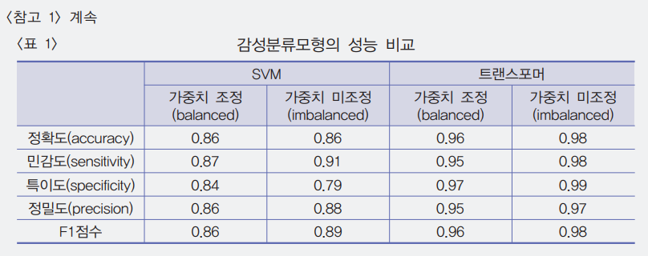 〈참고 1〉 계속
〈표 1〉 감성분류모형의 성능 비교
SVM 트랜스포머
가중치 조정 가중치 미조정 가중치 조정 가중치 미조정
(balanced) (imbalanced) (balanced) (imbalanced)
정확도(accuracy) 0.86 0.86 0.96 0.98
민감도(sensitivity) 0.87 0.91 0.95 0.98
특이도(specificity) 0.84 0.79 0.97 0.99
정밀도(precision) 0.86 0.88 0.95 0.97
F1점수 0.86 0.89 0.96 0.98